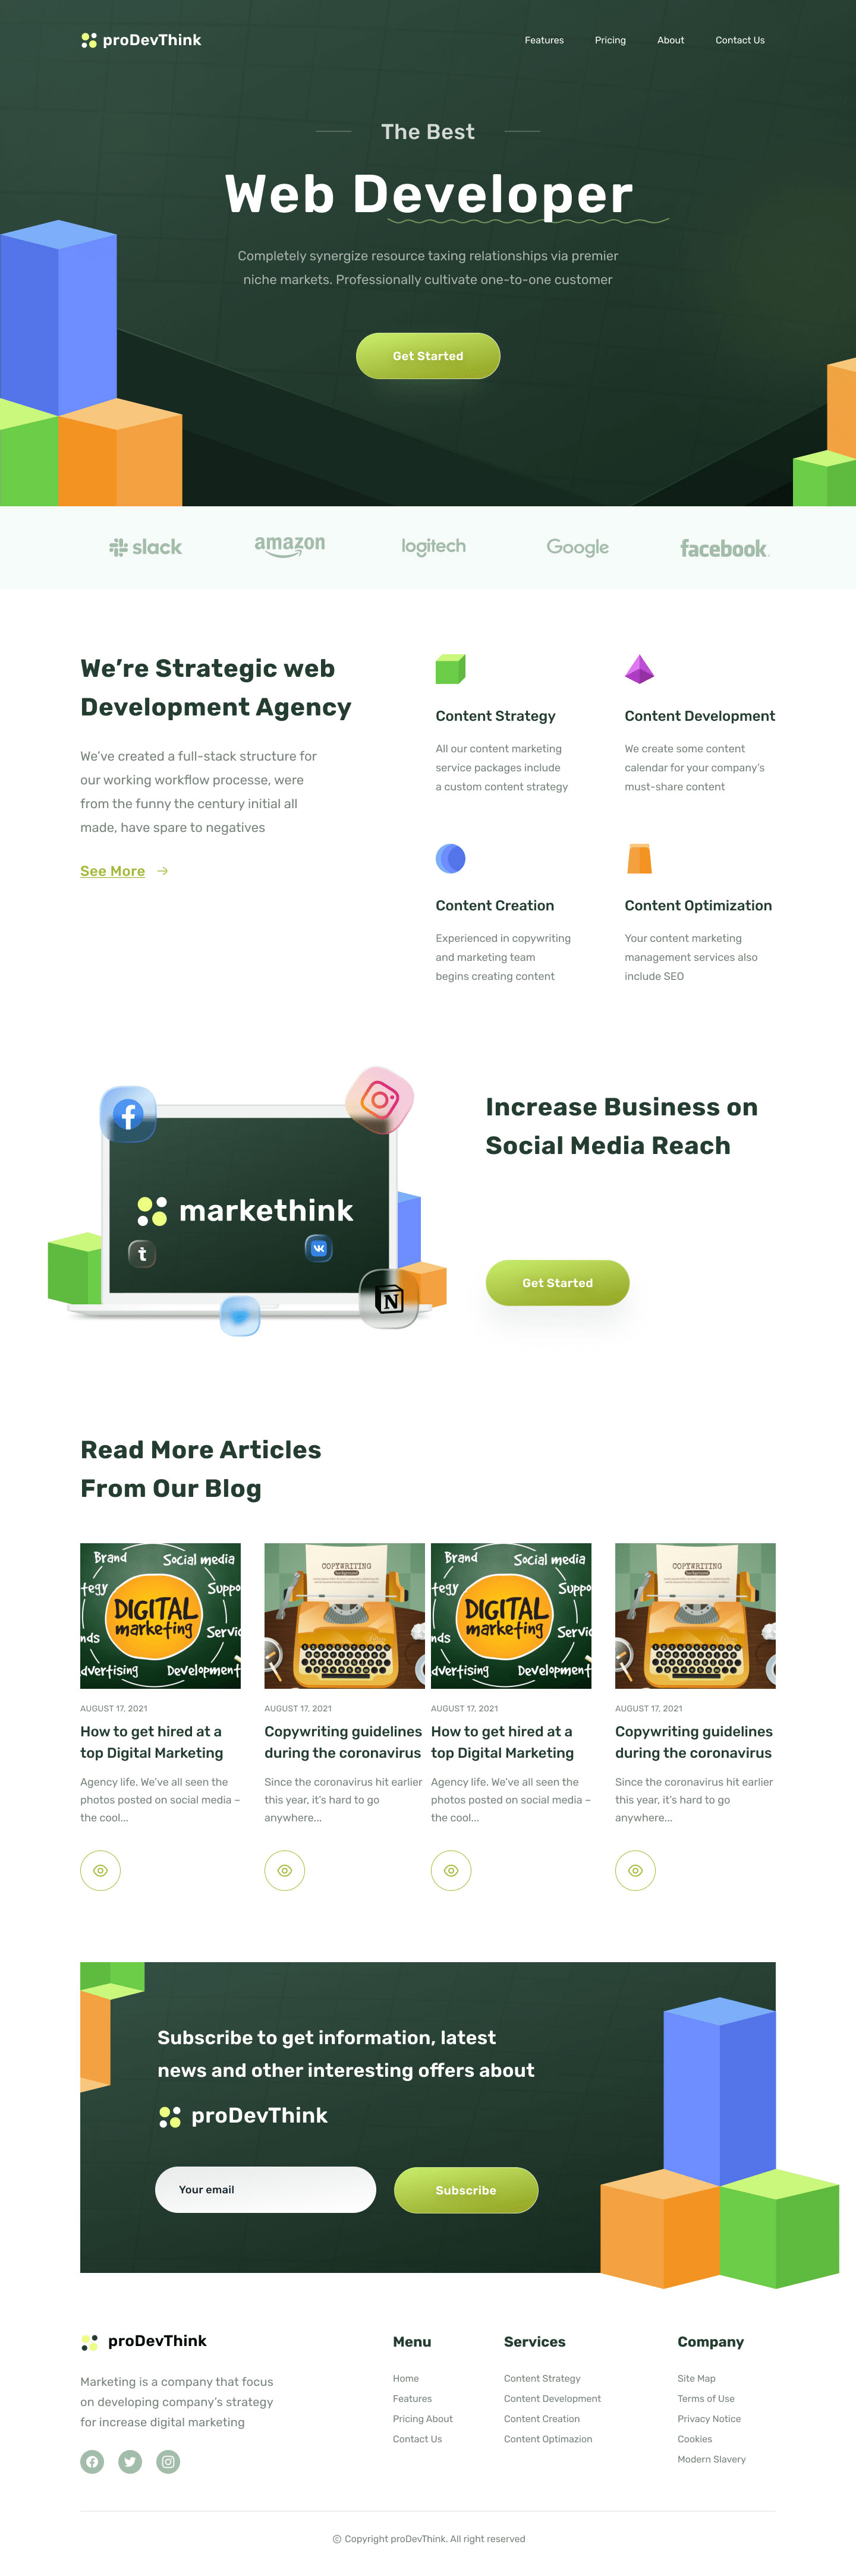 proDevThink
Features
Pricing
About
Contact Us
The Best
Web Developer
Completely synergize resource taxing relationships via premier
niche markets. Professionally cultivate one-to-one customer
Get Started
slack
amazon
logitech
Google
facebook
We’re Strategic web
Development Agency
We’ve created a full-stack structure for
our working workflow processe, were
from the funny the century initial all
made, have spare to negatives
See More
Content Strategy
All our content marketing
service packages include
a custom content strategy
Content Development
We create some content
calendar for your company’s
must-share content
Content Creation
Experienced in copywriting
and marketing team
begins creating content
Content Optimization
Your content marketing
management services also
include SEO
markethink
t
N
Increase Business on
Social Media Reach
Get Started
Read More Articles
From Our Blog
Brand
Social media
tegy
Suppo
DIGITAL
marketing
nds
Servic
dvertising
Development
AUGUST 17, 2021
How to get hired at a
top Digital Marketing
Agency life. We’ve all seen the
photos posted on social media –
the cool...
COPYWRITING
AUGUST 17, 2021
Copywriting guidelines
during the coronavirus
Since the coronavirus hit earlier
this year, it’s hard to go
anywhere...
Brand
Social media
tegy
Suppo
DIGITAL
marketing
nds
Servic
dvertising
Development
AUGUST 17, 2021
How to get hired at a
top Digital Marketing
Agency life. We’ve all seen the
photos posted on social media –
the cool...
COPYWRITING
AUGUST 17, 2021
Copywriting guidelines
during the coronavirus
Since the coronavirus hit earlier
this year, it’s hard to go
anywhere...
Subscribe to get information, latest
news and other interesting offers about
proDevThink
Your email
Subscribe
proDevThink
Marketing is a company that focus
on developing company’s strategy
for increase digital marketing
Menu
Home
Features
Pricing About
Contact Us
Services
Content Strategy
Content Development
Content Creation
Content Optimazion
Company
Site Map
Terms of Use
Privacy Notice
Cookies
Modern Slavery
© Copyright proDevThink. All right reserved